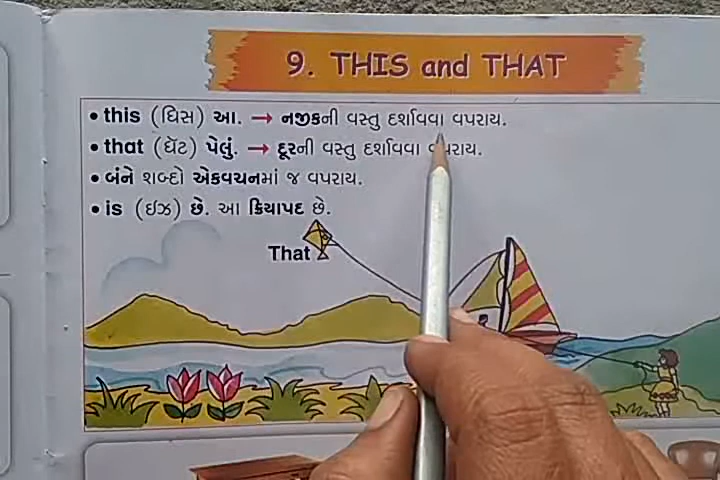 9. THIS and THAT
• this (ધિસ) આ. → નજીકની વસ્તુ દર્શાવવા વપરાય.
• that (ધૅટ) પેલું. → દૂરની વસ્તુ દર્શાવવા વપરાય.
• બંને શબ્દો એકવચનમાં જ વપરાય.
• is (ઇઝ) છે. આ ક્રિયાપદ છે.
That